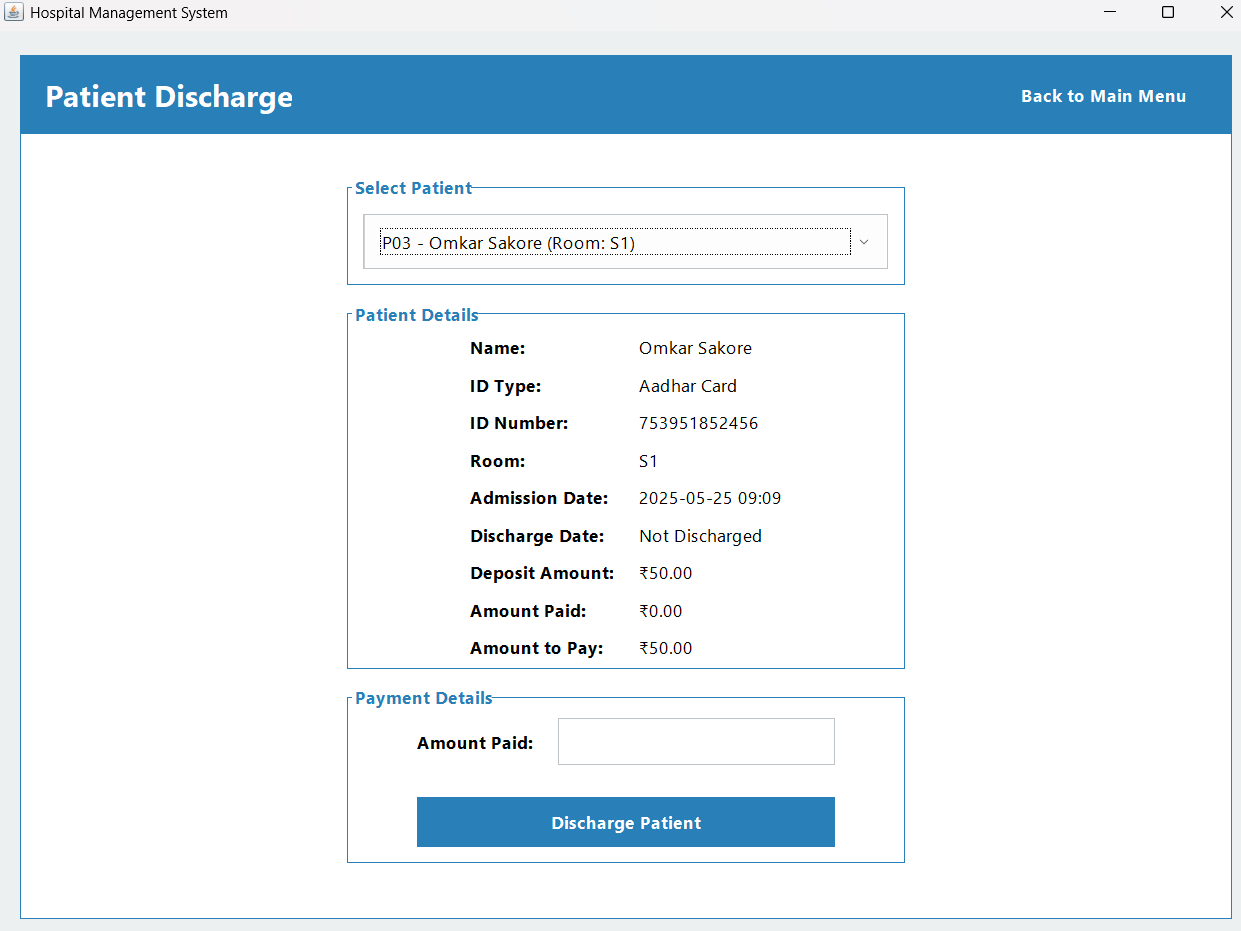 Hospital Management System
Patient Discharge
Back to Main Menu
Select Patient
P03 - Omkar Sakore (Room: S1)
Patient Details
Name: Omkar Sakore
ID Type: Aadhar Card
ID Number: 753951852456
Room: S1
Admission Date: 2025-05-25 09:09
Discharge Date: Not Discharged
Deposit Amount: ₹50.00
Amount Paid: ₹0.00
Amount to Pay: ₹50.00
Payment Details
Amount Paid:
Discharge Patient